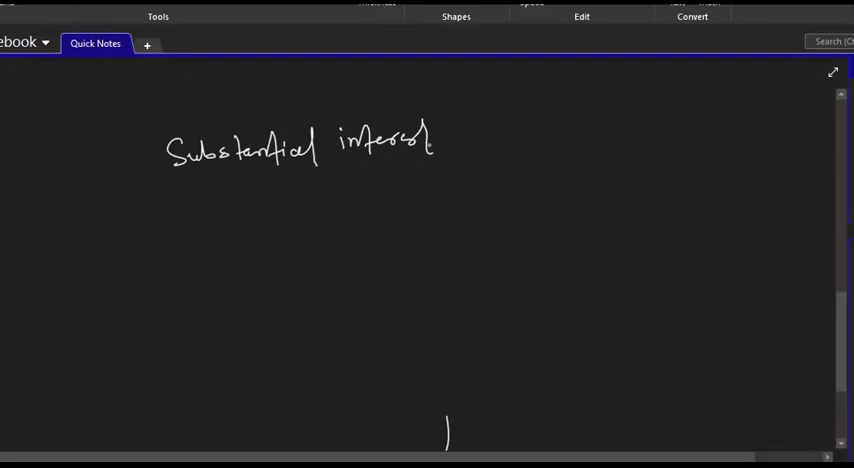 Tools Shapes Edit Convert
ebook Quick Notes + Search (C
Substantial interest